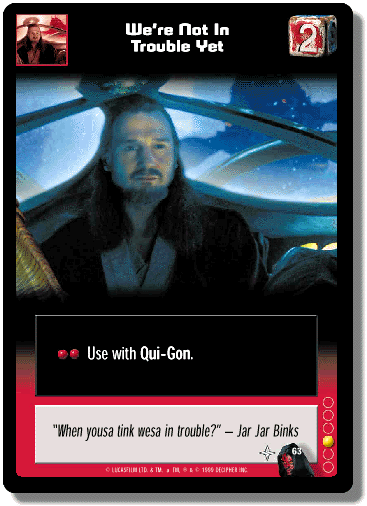 We're Not In
Trouble Yet
2
Use with Qui-Gon.
"When yousa tink wesa in trouble?" – Jar Jar Binks
63
© LUCASFILM LTD. & TM. ® TM, ® & © 1999 DECIPHER INC.